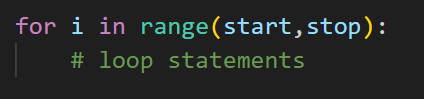 for i in range(start,stop):
    # loop statements